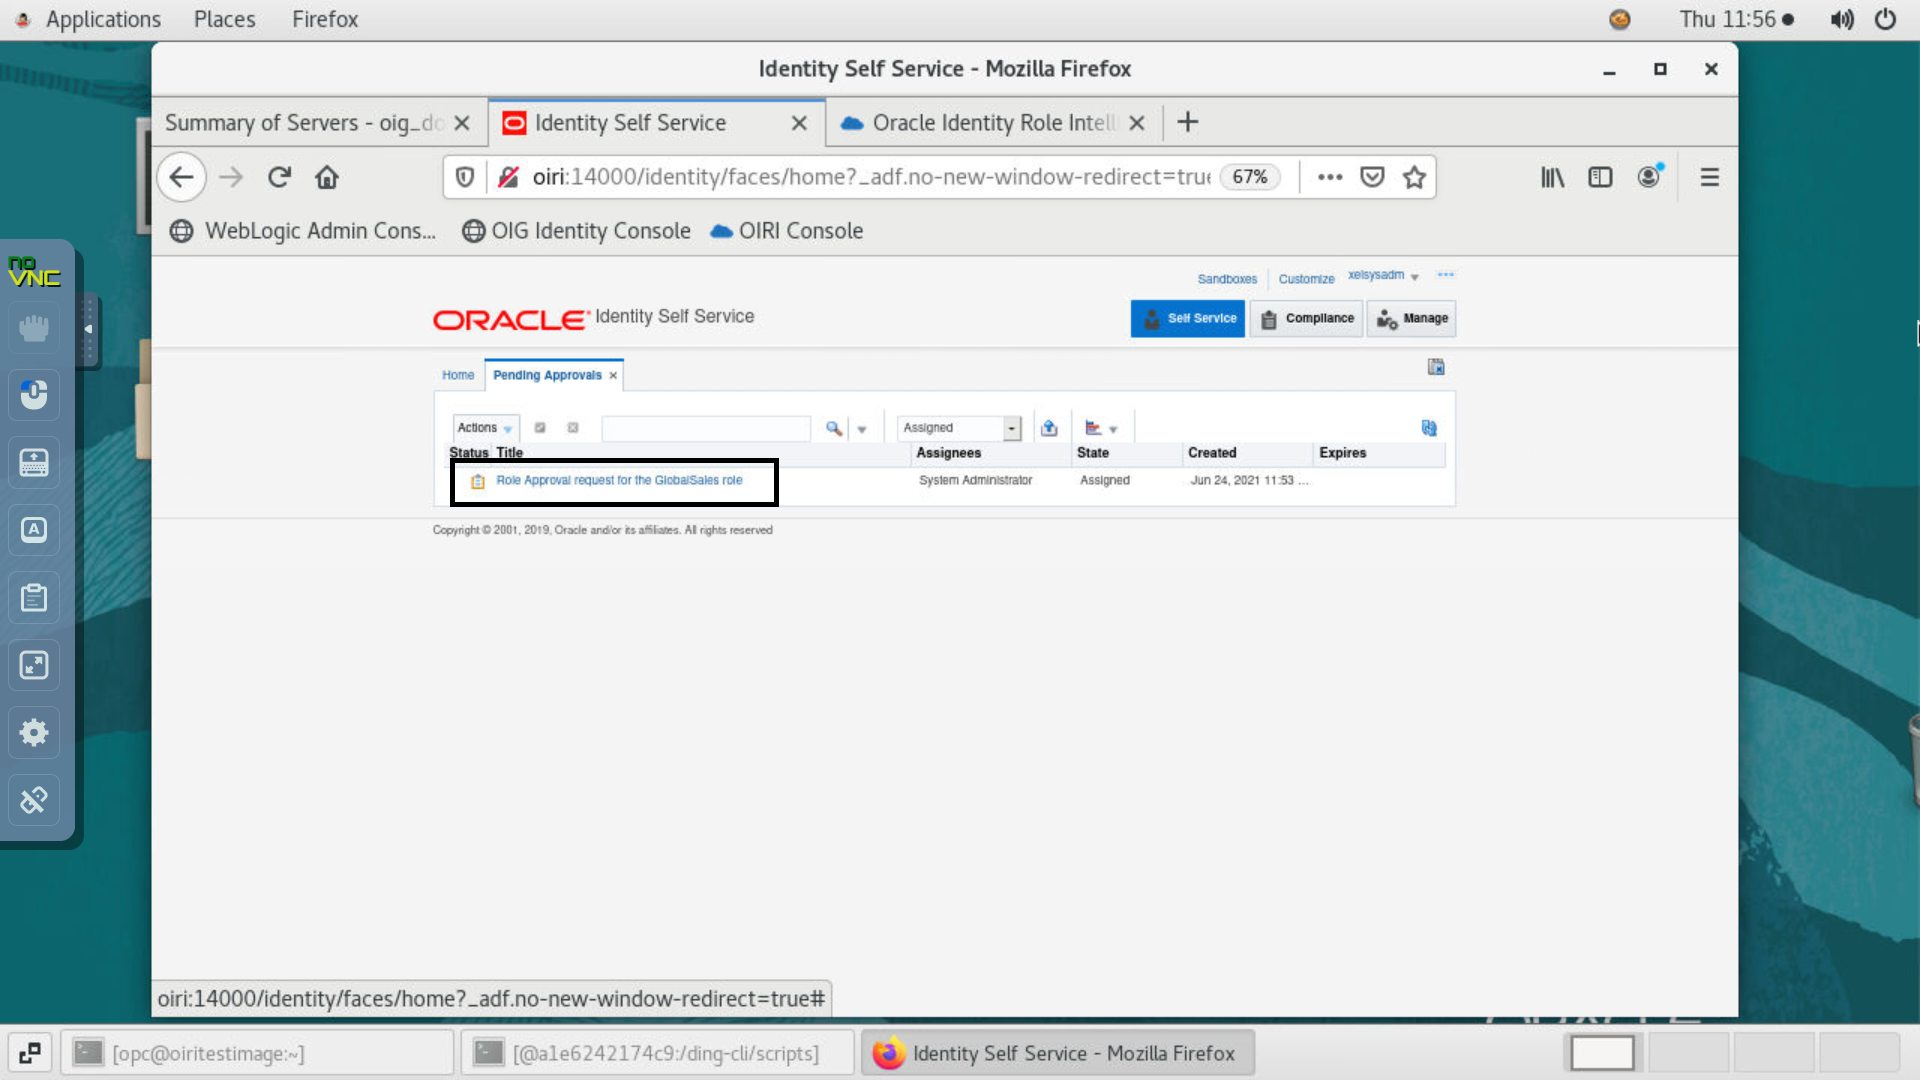 Applications Places Firefox Thu 11:56
Identity Self Service - Mozilla Firefox
Summary of Servers - oig_do Identity Self Service Oracle Identity Role Intell
oiri:14000/identity/faces/home?_adf.no-new-window-redirect=true 67%
WebLogic Admin Cons... OIG Identity Console OIRI Console
no
VNC
Sandboxes Customize xelsysadm
ORACLE Identity Self Service Self Service Compliance Manage
Home Pending Approvals
Actions Assigned
Status Title Assignees State Created Expires
Role Approval request for the GlobalSales role System Administrator Assigned Jun 24, 2021 11:53 ...
Copyright © 2001, 2019, Oracle and/or its affiliates. All rights reserved
A
oiri:14000/identity/faces/home?_adf.no-new-window-redirect=true#
[opc@oiritestimage:~] [@a1e6242174c9:/ding-cli/scripts] Identity Self Service - Mozilla Firefox